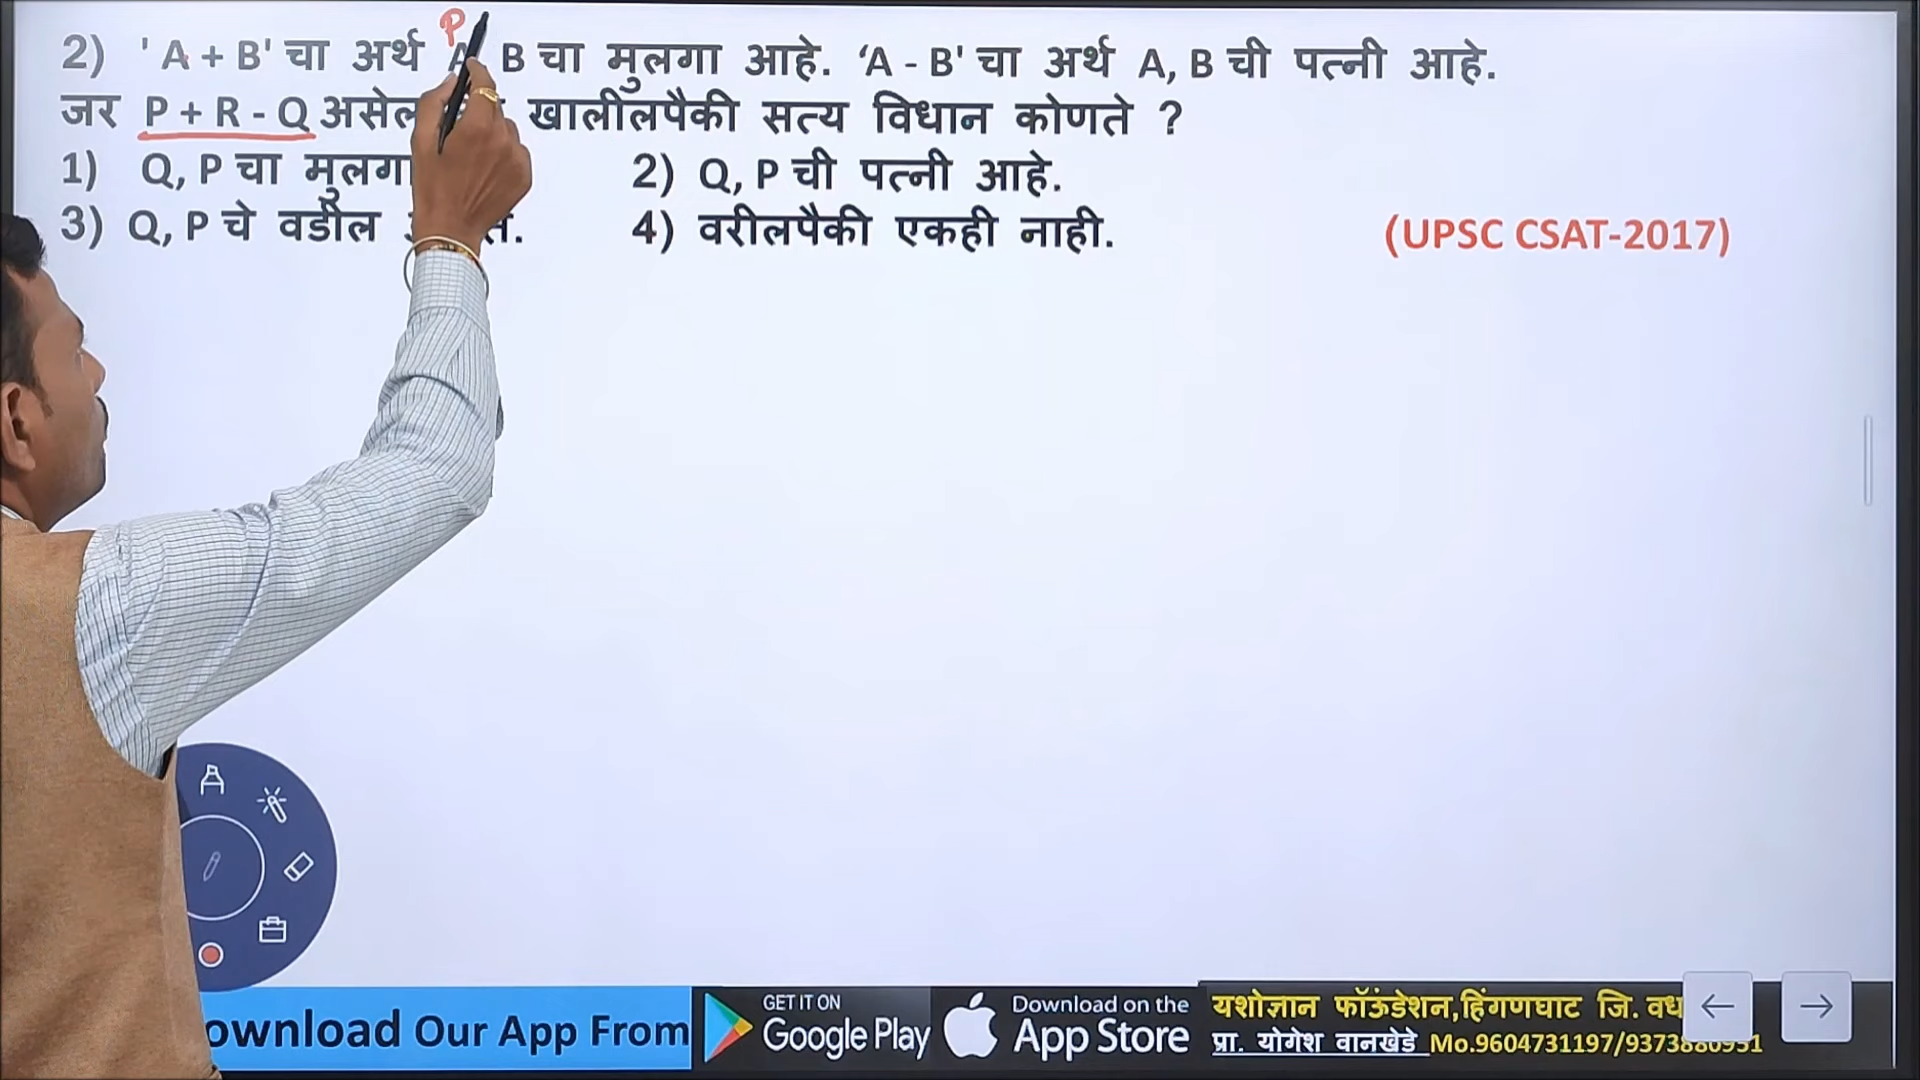 P
2) ' A + B' चा अर्थ A B चा मुलगा आहे. ‘A - B' चा अर्थ A, B ची पत्नी आहे.
जर P + R - Q असेल खालीलपैकी सत्य विधान कोणते ?
1) Q, P चा मुलगा 2) Q, P ची पत्नी आहे.
3) Q, P चे वडील 4) वरीलपैकी एकही नाही. (UPSC CSAT-2017)
ownload Our App From
GET IT ON
Google Play
Download on the
App Store
यशोज्ञान फॉऊंडेशन,हिंगणघाट जि. वध
प्रा. योगेश वानखेडे Mo.9604731197/